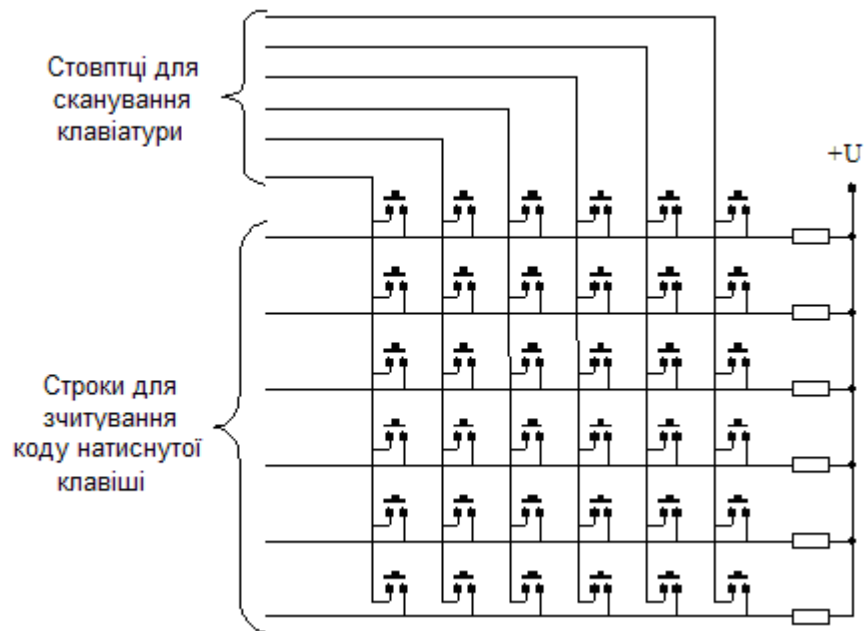 Стовптці для
сканування
клавіатури
+U
Строки для
зчитування
коду натиснутої
клавіші